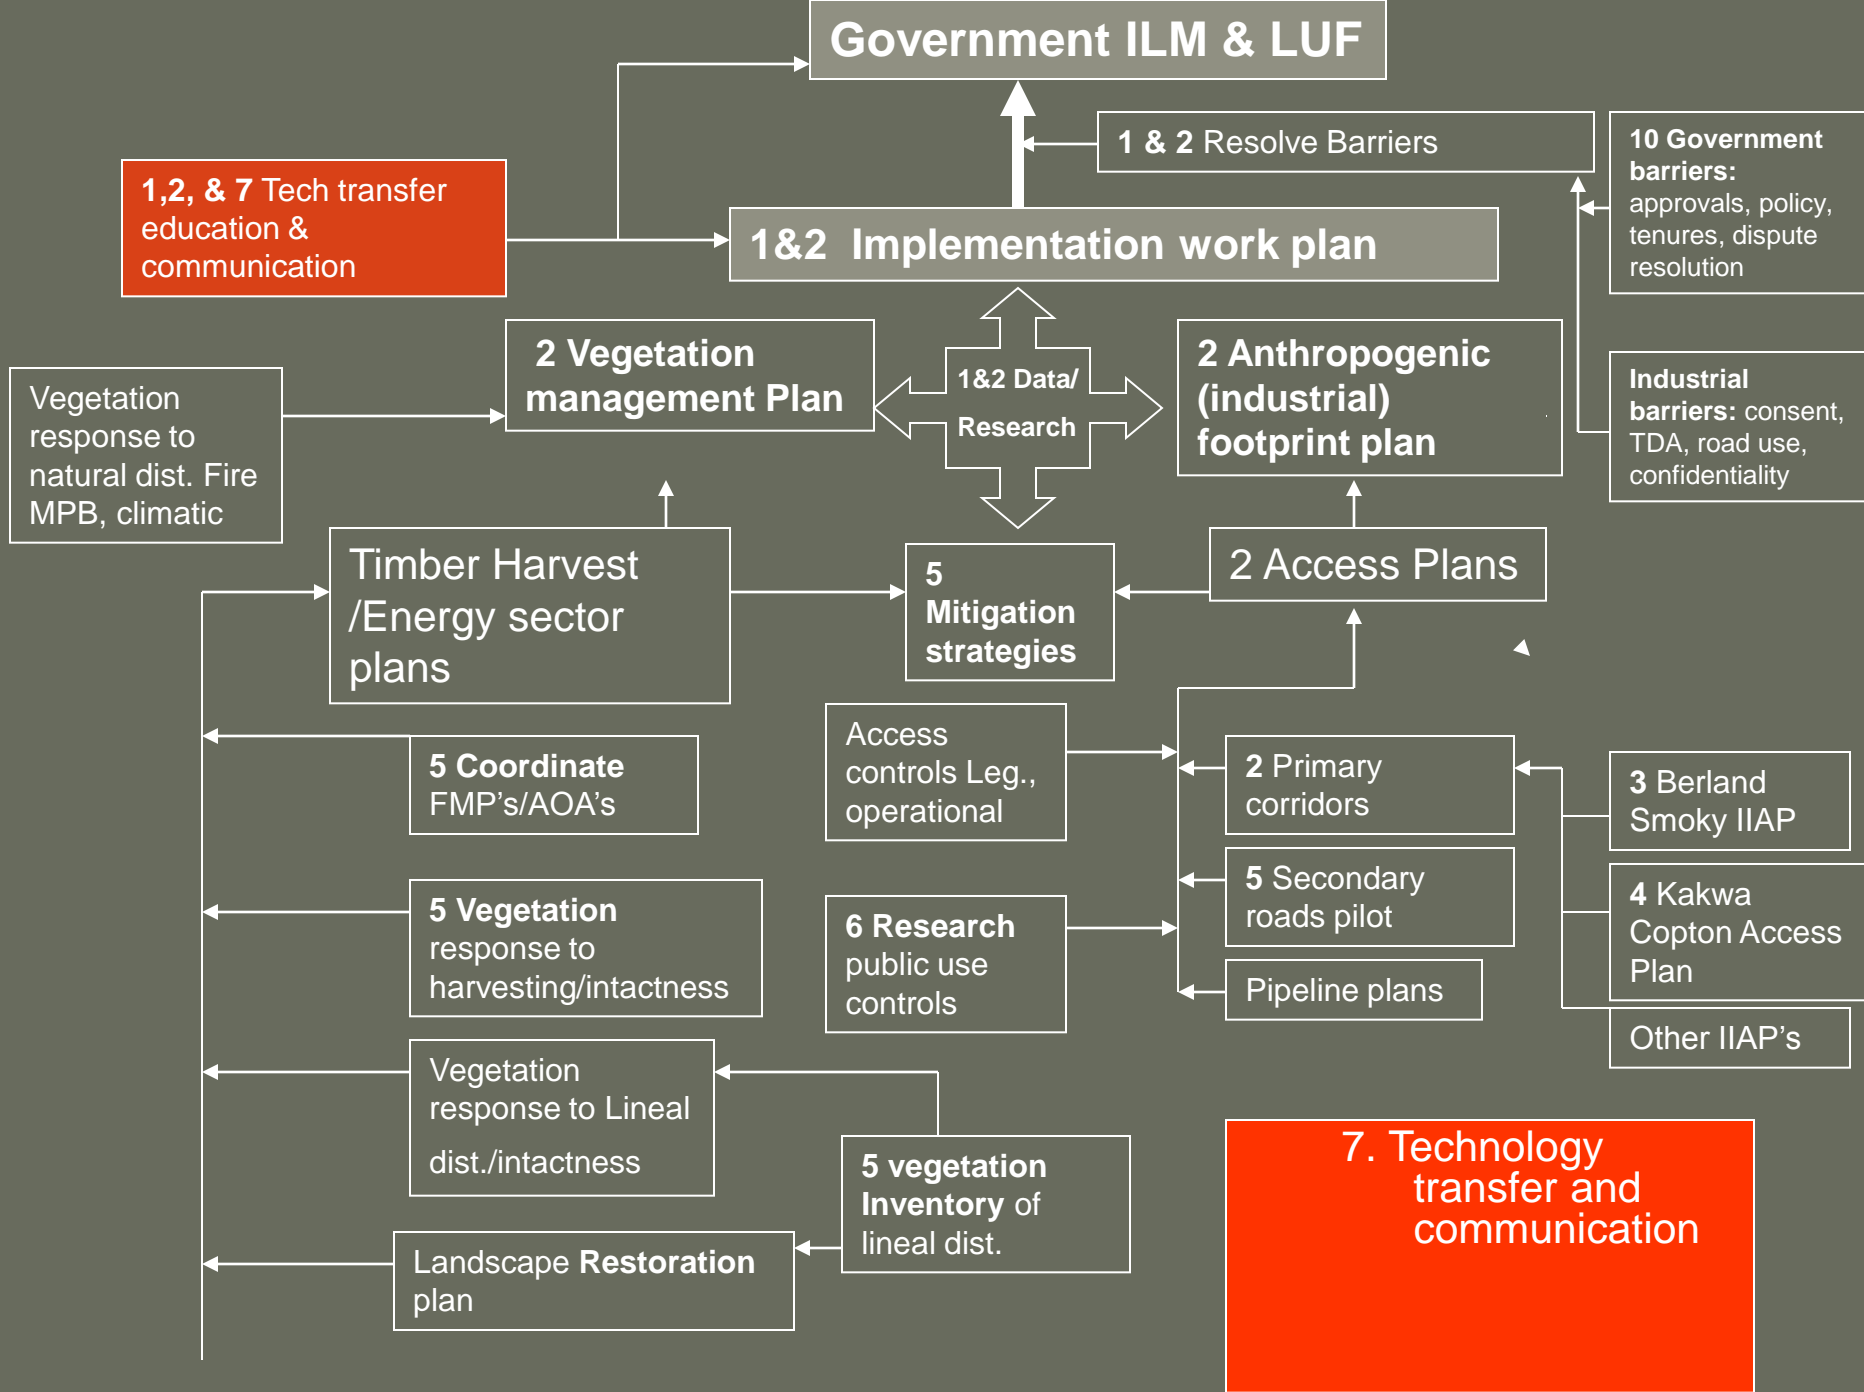 Government ILM & LUF
1 & 2 Resolve Barriers
10 Government
barriers:
approvals, policy,
tenures, dispute
resolution
1,2, & 7 Tech transfer
education &
communication
1&2 Implementation work plan
2 Vegetation
management Plan
1&2 Data/
Research
2 Anthropogenic
(industrial)
footprint plan
Industrial
barriers: consent,
TDA, road use,
confidentiality
Vegetation
response to
natural dist. Fire
MPB, climatic
Timber Harvest
/Energy sector
plans
5
Mitigation
strategies
2 Access Plans
Access
controls Leg.,
operational
5 Coordinate
FMP's/AOA's
2 Primary
corridors
3 Berland
Smoky IIAP
5 Vegetation
response to
harvesting/intactness
6 Research
public use
controls
5 Secondary
roads pilot
4 Kakwa
Copton Access
Plan
Pipeline plans
Other IIAP's
Vegetation
response to Lineal
dist./intactness
5 vegetation
Inventory of
lineal dist.
Landscape Restoration
plan
7. Technology
transfer and
communication